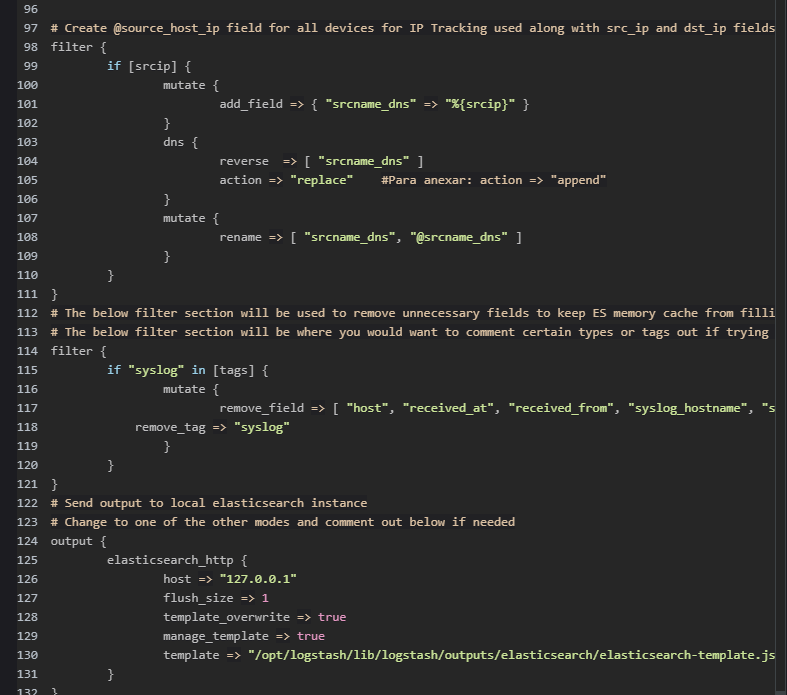 96
97 # Create @source_host_ip field for all devices for IP Tracking used along with src_ip and dst_ip fields
98 filter {
99 if [srcip] {
100 mutate {
101 add_field => { "srcname_dns" => "%{srcip}" }
102 }
103 dns {
104 reverse => [ "srcname_dns" ]
105 action => "replace" #Para anexar: action => "append"
106 }
107 mutate {
108 rename => [ "srcname_dns", "@srcname_dns" ]
109 }
110 }
111 }
112 # The below filter section will be used to remove unnecessary fields to keep ES memory cache from filli
113 # The below filter section will be where you would want to comment certain types or tags out if trying
114 filter {
115 if "syslog" in [tags] {
116 mutate {
117 remove_field => [ "host", "received_at", "received_from", "syslog_hostname", "s
118 remove_tag => "syslog"
119 }
120 }
121 }
122 # Send output to local elasticsearch instance
123 # Change to one of the other modes and comment out below if needed
124 output {
125 elasticsearch_http {
126 host => "127.0.0.1"
127 flush_size => 1
128 template_overwrite => true
129 manage_template => true
130 template => "/opt/logstash/lib/logstash/outputs/elasticsearch/elasticsearch-template.js
131 }
132 }